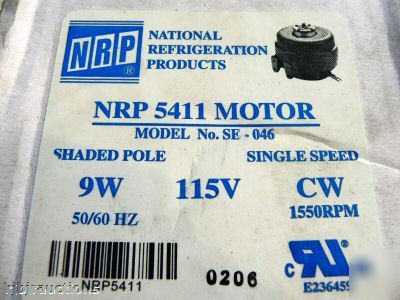 NRP
®
NATIONAL
REFRIGERATION
PRODUCTS
NRP 5411 MOTOR
MODEL No. SE - 046
SHADED POLE SINGLE SPEED
9W 115V CW
50/60 HZ 1550RPM
NRP5411
0206
C US